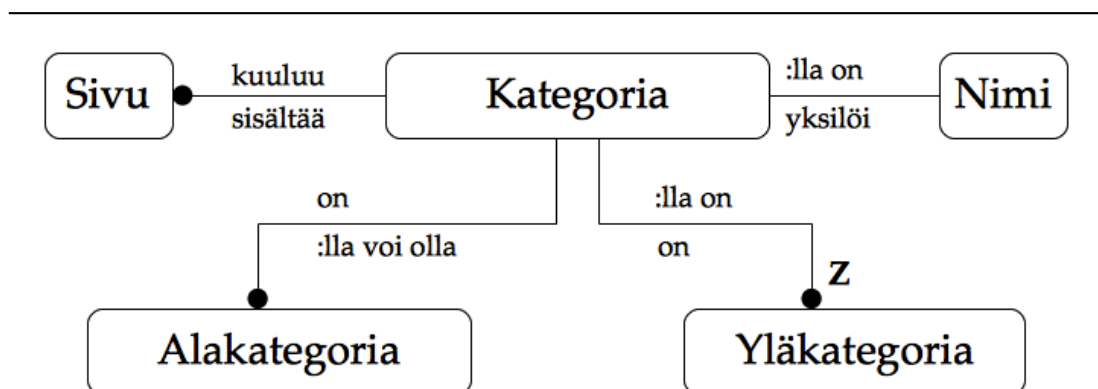 Sivu
kuuluu
sisältää
Kategoria
:lla on
yksilöi
Nimi
on
:lla voi olla
:lla on
on
Z
Alakategoria
Yläkategoria